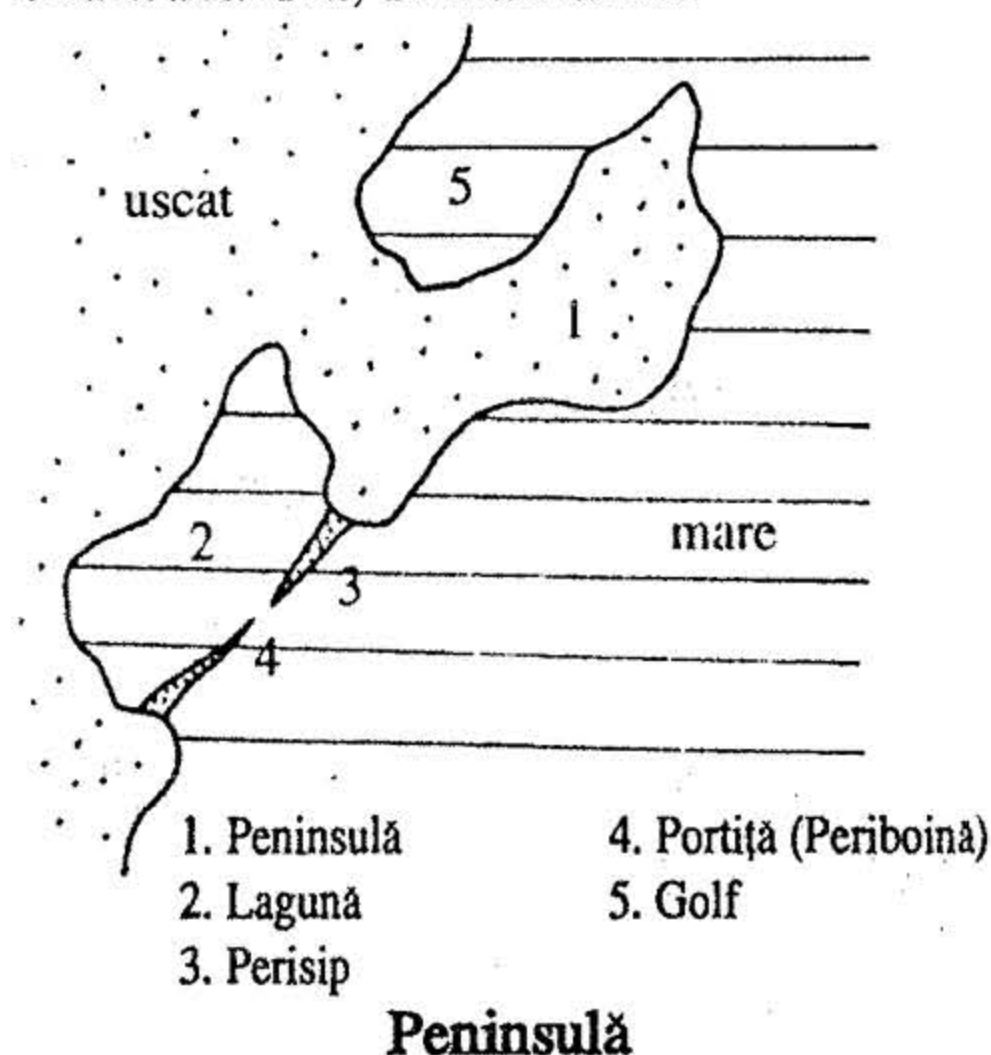 5
uscat
1
2
mare
3
4
1. Peninsulă
2. Lagună
3. Perisip
4. Portiță (Periboină)
5. Golf
Peninsulă